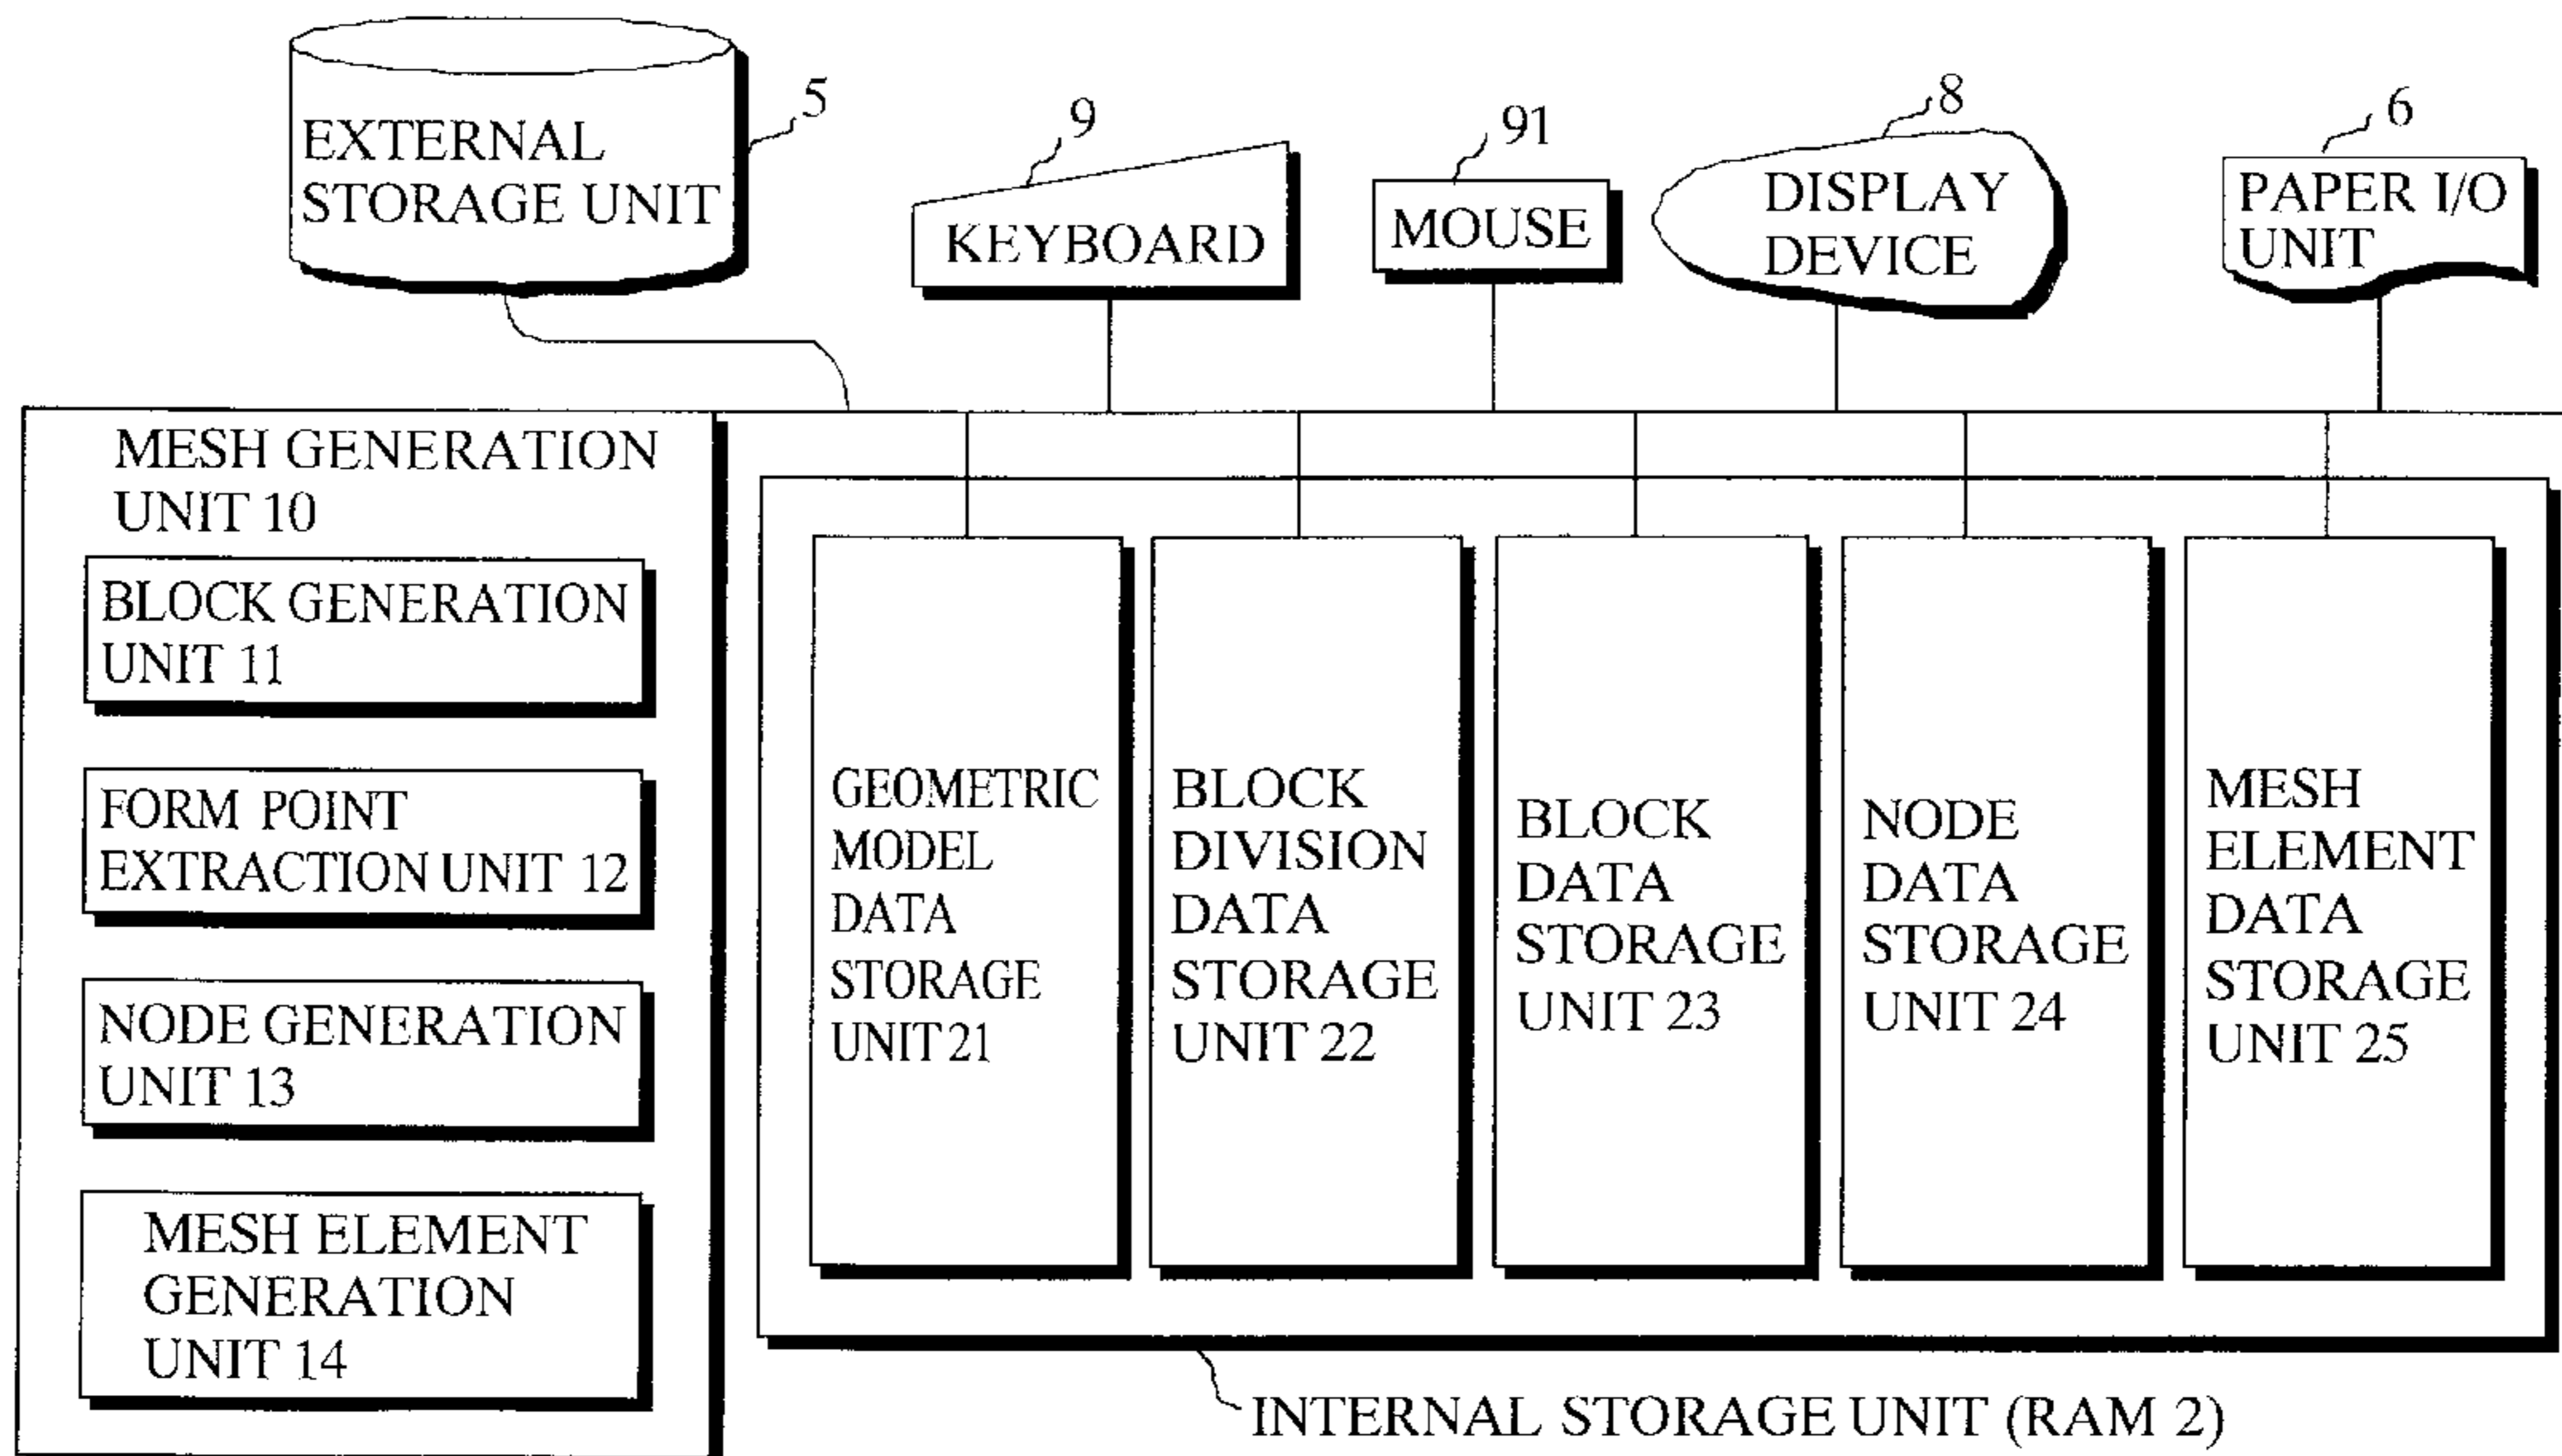 5
EXTERNAL
STORAGE UNIT
9
KEYBOARD
91
MOUSE
8
DISPLAY
DEVICE
6
PAPER I/O
UNIT
MESH GENERATION
UNIT 10
BLOCK GENERATION
UNIT 11
FORM POINT
EXTRACTION UNIT 12
NODE GENERATION
UNIT 13
MESH ELEMENT
GENERATION
UNIT 14
GEOMETRIC
MODEL
DATA
STORAGE
UNIT 21
BLOCK
DIVISION
DATA
STORAGE
UNIT 22
BLOCK
DATA
STORAGE
UNIT 23
NODE
DATA
STORAGE
UNIT 24
MESH
ELEMENT
DATA
STORAGE
UNIT 25
INTERNAL STORAGE UNIT (RAM 2)